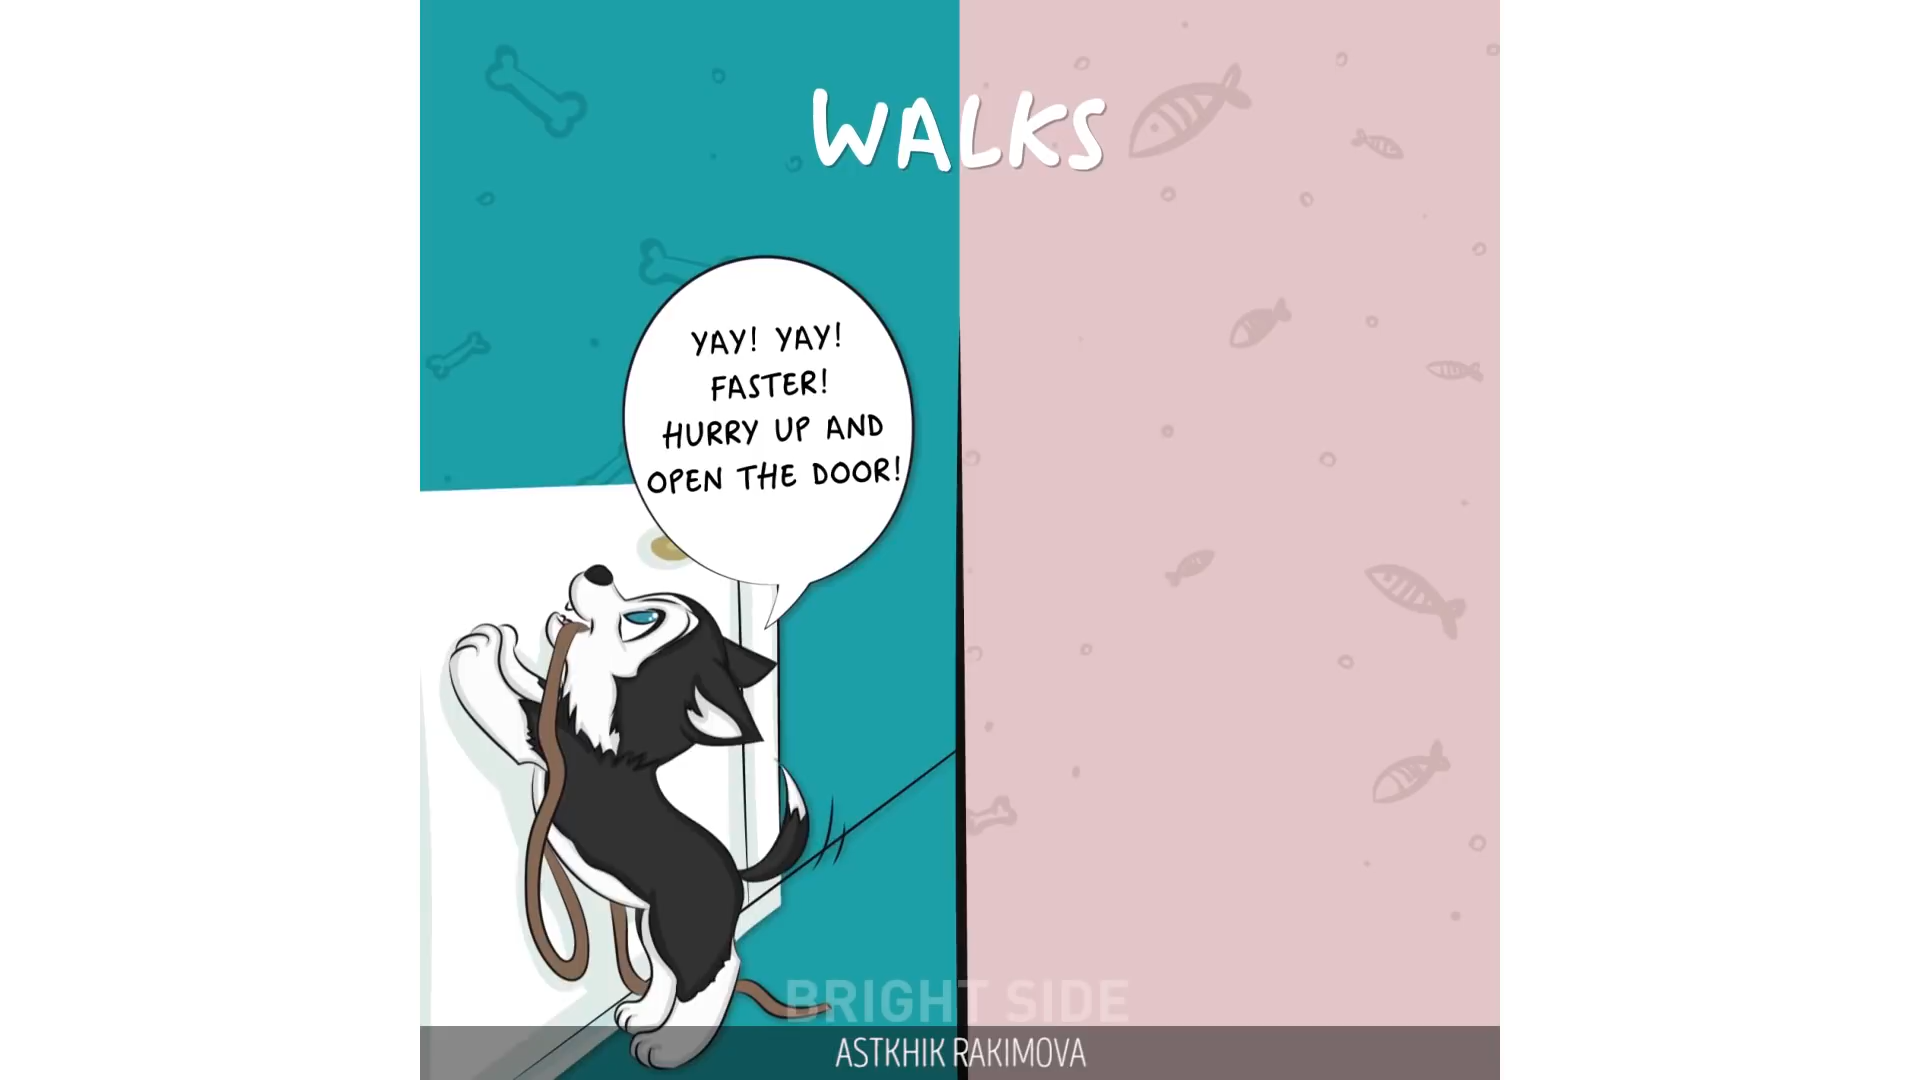 WALKS
YAY! YAY!
FASTER!
HURRY UP AND
OPEN THE DOOR!
BRIGHT SIDE
ASTKHIK RAKIMOVA